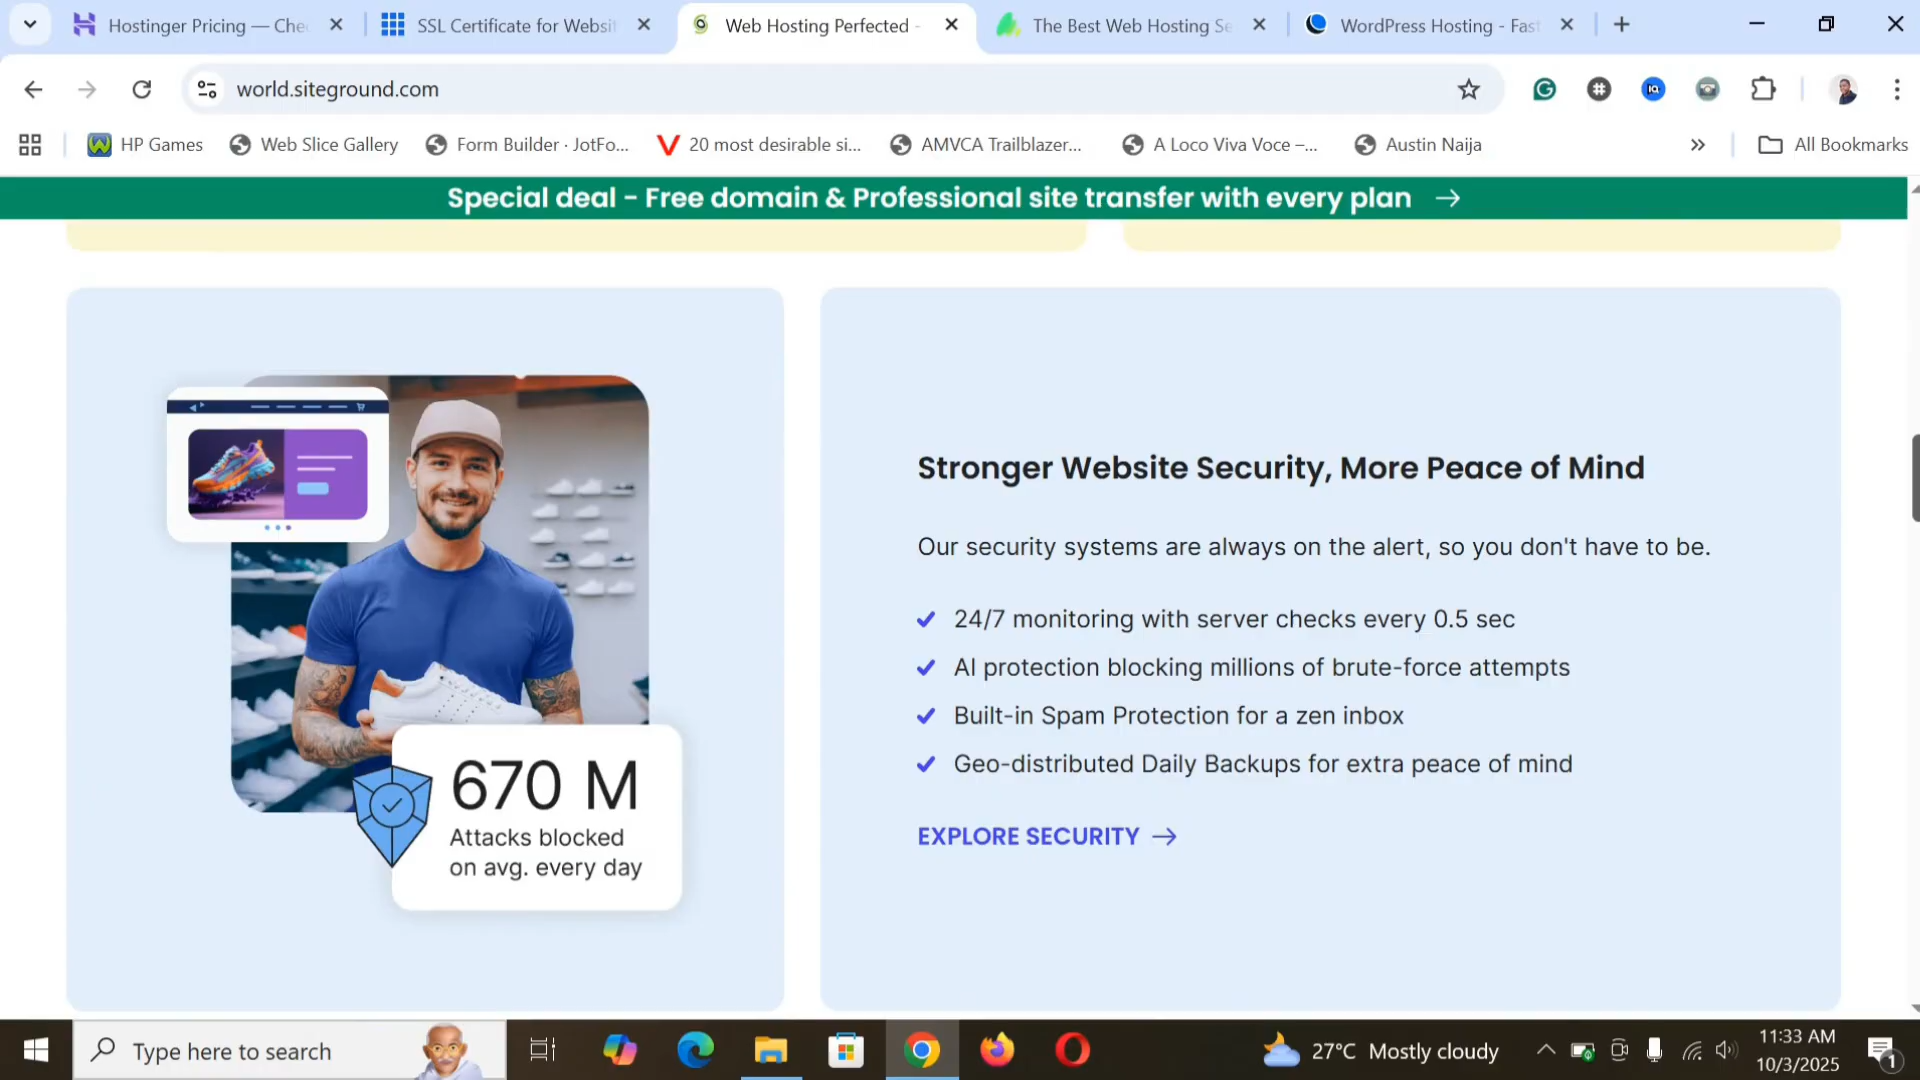 Hostinger Pricing — Che
SSL Certificate for Websit
Web Hosting Perfected -
The Best Web Hosting Se
WordPress Hosting - Fast
world.siteground.com
HP Games
Web Slice Gallery
Form Builder · JotFo...
20 most desirable si...
AMVCA Trailblazer...
A Loco Viva Voce –...
Austin Naija
All Bookmarks
Special deal - Free domain & Professional site transfer with every plan
670 M
Attacks blocked
on avg. every day
Stronger Website Security, More Peace of Mind
Our security systems are always on the alert, so you don't have to be.
24/7 monitoring with server checks every 0.5 sec
AI protection blocking millions of brute-force attempts
Built-in Spam Protection for a zen inbox
Geo-distributed Daily Backups for extra peace of mind
EXPLORE SECURITY
Type here to search
27°C Mostly cloudy
11:33 AM
10/3/2025
1